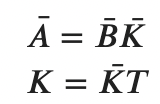 Ā = B̄K̄
K = K̄T